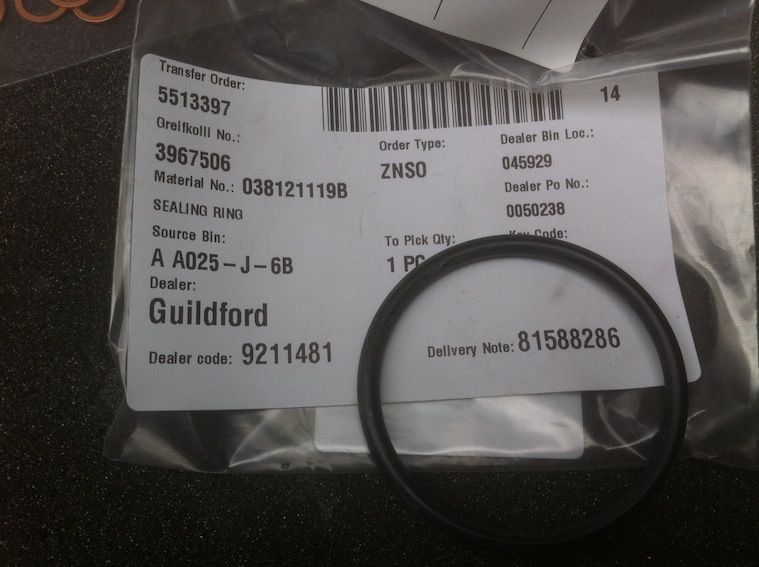 Transfer Order:
5513397
14
Greifkolli No.:
3967506
Order Type:
ZNSO
Dealer Bin Loc.:
045929
Material No.: 038121119B
Dealer Po No.:
0050238
SEALING RING
Source Bin:
A A025-J-6B
To Pick Qty:
1 PC
Key Code:
Dealer:
Guildford
Dealer code: 9211481
Delivery Note: 81588286